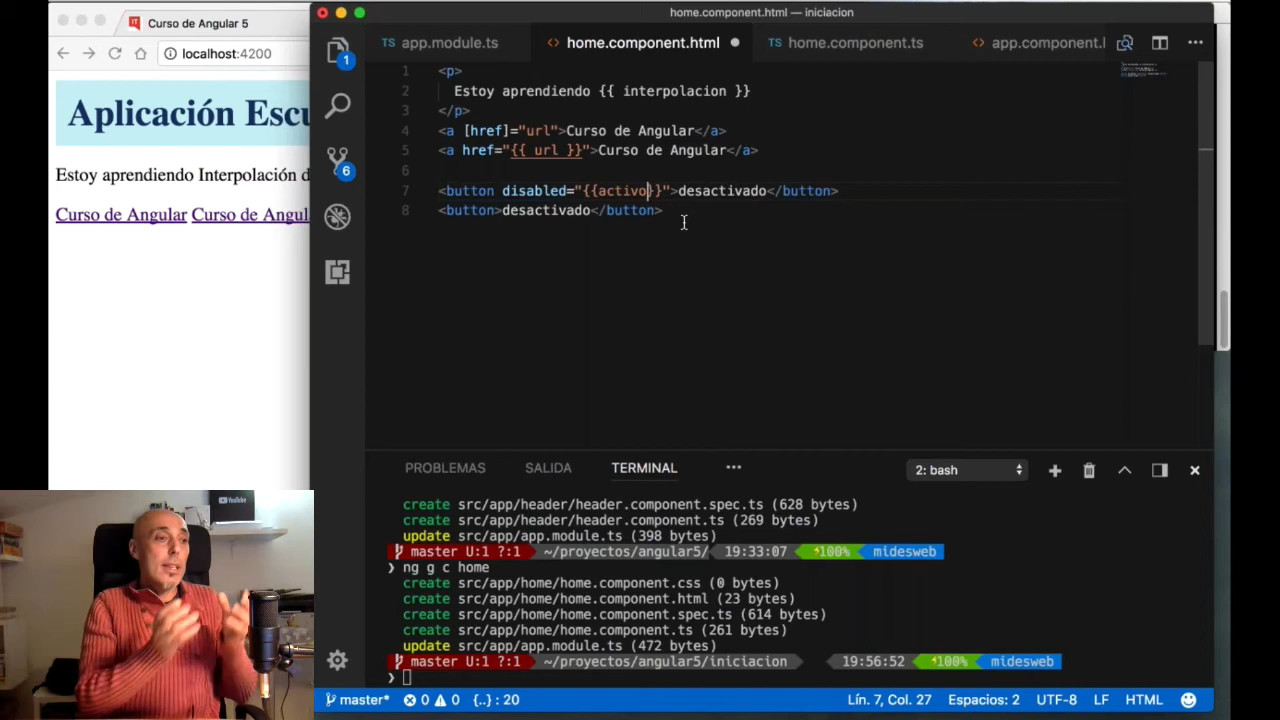 Curso de Angular 5
localhost:4200
Aplicación Escu
Estoy aprendiendo Interpolación d
Curso de Angular Curso de Angul
home.component.html — iniciacion
1
6
TS app.module.ts
<> home.component.html
TS home.component.ts
<> app.component.l
1 <p>
2 Estoy aprendiendo {{ interpolacion }}
3 </p>
4 <a [href]="url">Curso de Angular</a>
5 <a href="{{ url }}">Curso de Angular</a>
6
7 <button disabled="{{activo}}">desactivado</button>
8 <button>desactivado</button>
PROBLEMAS SALIDA TERMINAL ••• 2: bash
create src/app/header/header.component.spec.ts (628 bytes)
create src/app/header/header.component.ts (269 bytes)
update src/app/app.module.ts (398 bytes)
master U:1 ?:1 ~/proyectos/angular5/ 19:33:07 ⚡100% midesweb
❯ ng g c home
create src/app/home/home.component.css (0 bytes)
create src/app/home/home.component.html (23 bytes)
create src/app/home/home.component.spec.ts (614 bytes)
create src/app/home/home.component.ts (261 bytes)
update src/app/app.module.ts (472 bytes)
master U:1 ?:1 ~/proyectos/angular5/iniciacion 19:56:52 ⚡100% midesweb
❯
master* 0 0 {..} : 20 Lín. 7, Col. 27 Espacios: 2 UTF-8 LF HTML
YouTube